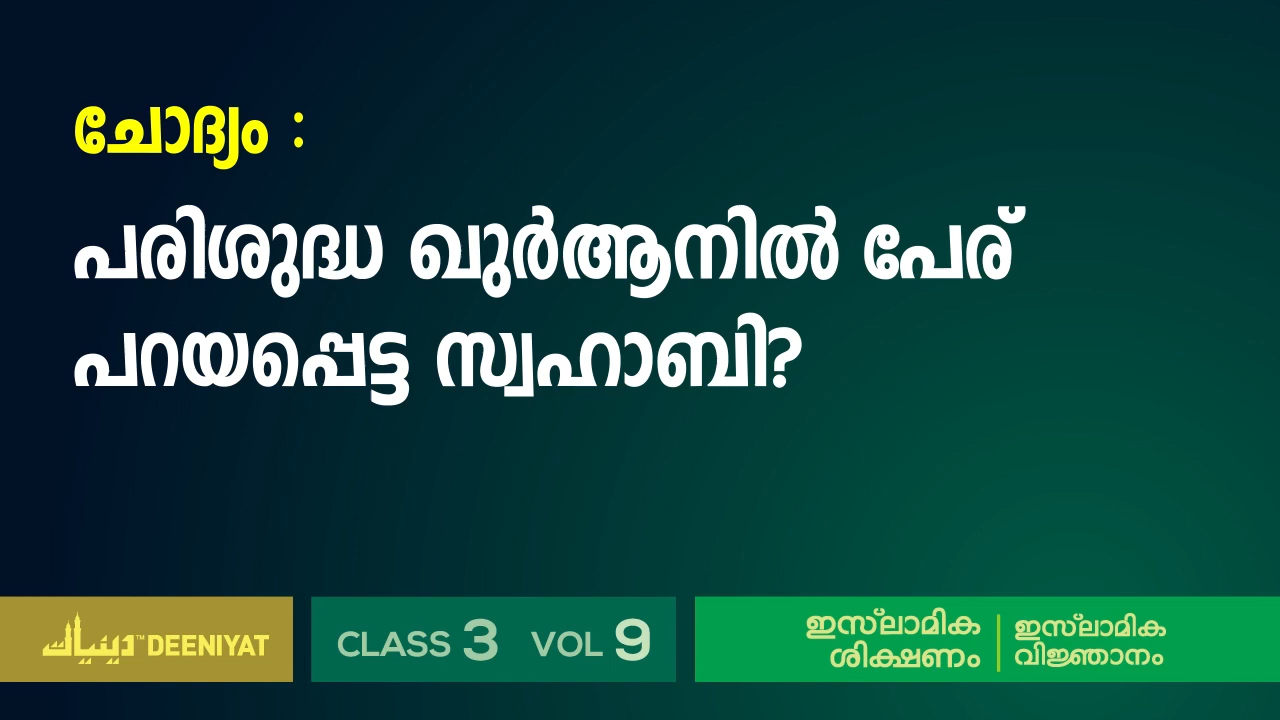 ചോദ്യം :
പരിശുദ്ധ ഖുർആനിൽ പേര്
പറയപ്പെട്ട സ്വഹാബി?
دينيات™ DEENIYAT
CLASS 3 VOL 9
ഇസ്‌ലാമിക
ശിക്ഷണം
ഇസ്‌ലാമിക
വിജ്ഞാനം